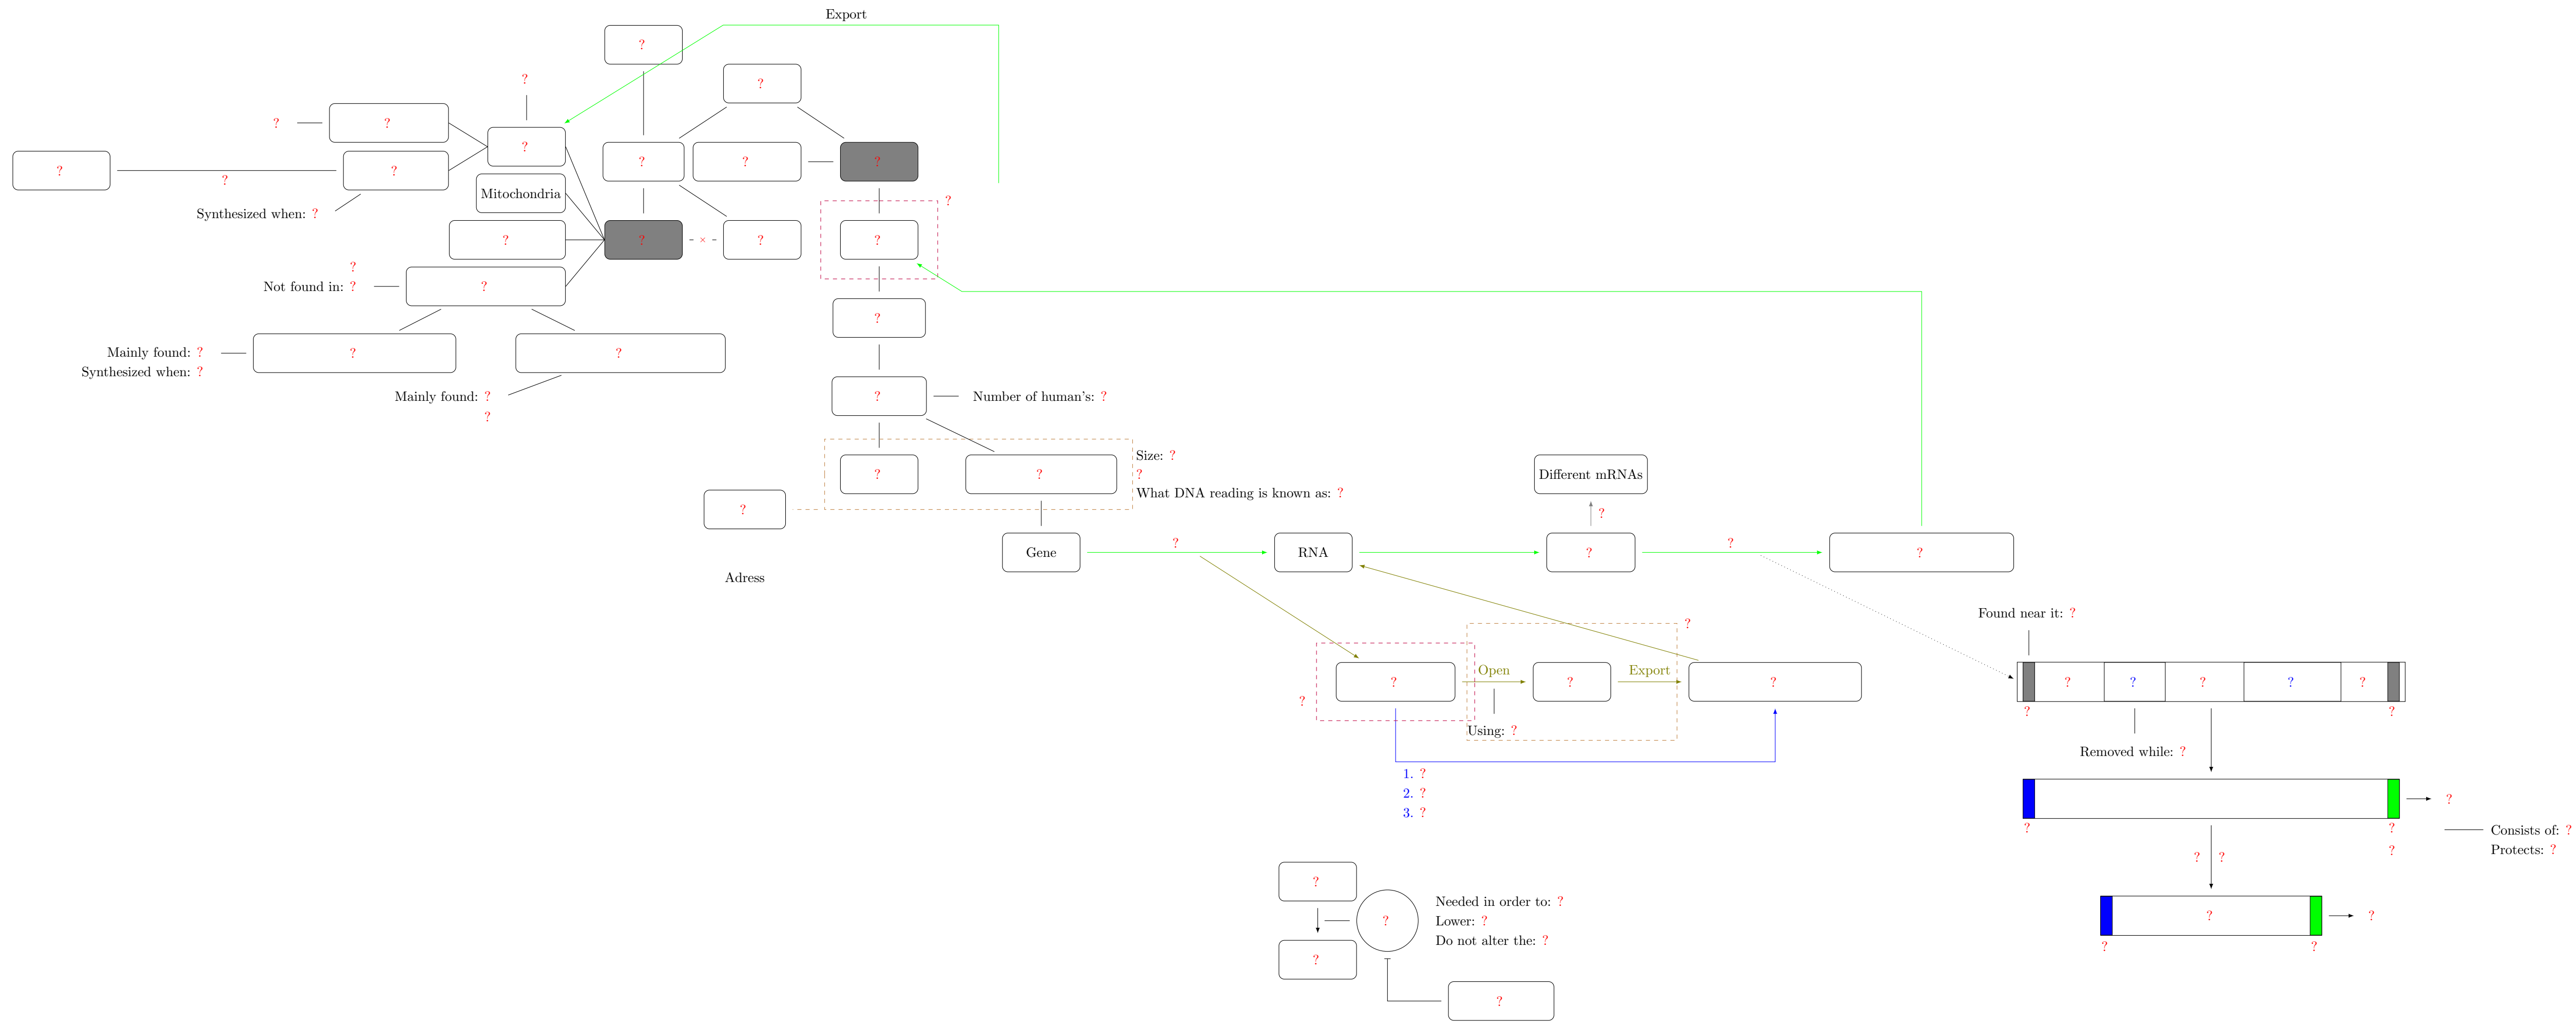 Export
?
?
?
? ?
?
? ? ? ?
? ?
?
Mitochondria
Synthesized when: ?
?
? ? × ? ?
?
Not found in: ? ?
?
Mainly found: ? ? ?
Synthesized when: ?
Mainly found: ? ? Number of human's: ?
?
Size: ?
? ? ? Different mRNAs
What DNA reading is known as: ?
? ?
? ?
Gene RNA ? ?
Adress
Found near it: ?
?
Open Export
? ? ? ? ? ? ? ?
? ? ?
Using: ?
Removed while: ?
1. ?
2. ?
3. ?
?
? ?
Consists of: ?
? Protects: ?
? ?
?
Needed in order to: ?
? Lower: ?
? ?
Do not alter the: ?
? ?
?
?